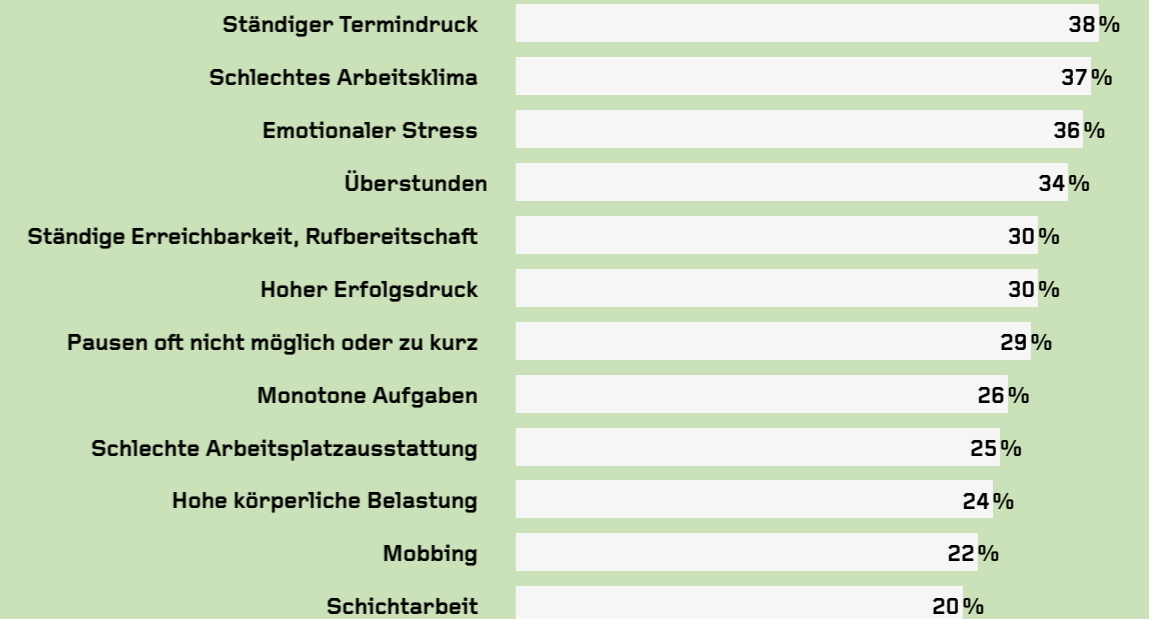 Ständiger Termindruck 38%
Schlechtes Arbeitsklima 37%
Emotionaler Stress 36%
Überstunden 34%
Ständige Erreichbarkeit, Rufbereitschaft 30%
Hoher Erfolgsdruck 30%
Pausen oft nicht möglich oder zu kurz 29%
Monotone Aufgaben 26%
Schlechte Arbeitsplatzausstattung 25%
Hohe körperliche Belastung 24%
Mobbing 22%
Schichtarbeit 20%